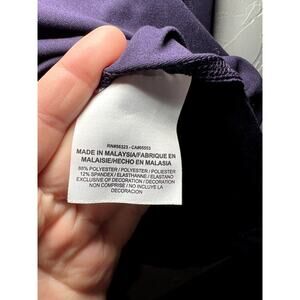 RN#56323 - CA#05553
MADE IN MALAYSIA/FABRIQUE EN
MALAISIE/HECHO EN MALASIA
88% POLYESTER / POLYESTER / POLIESTER
12% SPANDEX / ELASTHANNE / ELASTANO
EXCLUSIVE OF DECORATION / DECORATION
NON COMPRISE / NO INCLUYE LA
DECORACION